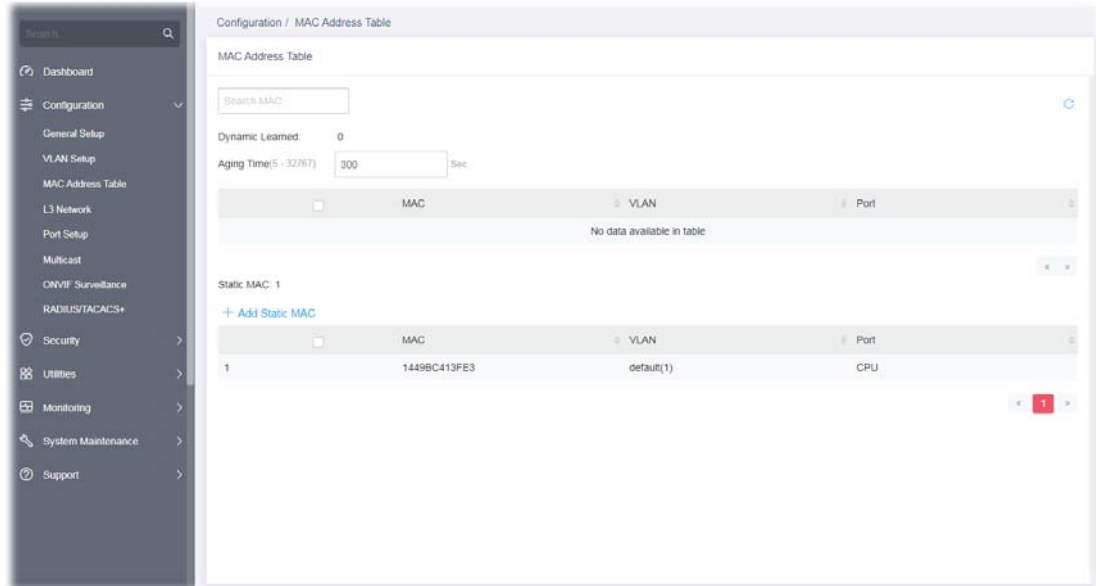 Search...
Dashboard
Configuration
General Setup
VLAN Setup
MAC Address Table
L3 Network
Port Setup
Multicast
ONVIF Surveillance
RADIUS/TACACS+
Security
Utilities
Monitoring
System Maintenance
Support
Configuration / MAC Address Table
MAC Address Table
Search MAC
Dynamic Learned: 0
Aging Time(5 - 32767) 300 Sec.
MAC VLAN Port
No data available in table
« »
Static MAC: 1
+ Add Static MAC
MAC VLAN Port
1 1449BC413FE3 default(1) CPU
« 1 »